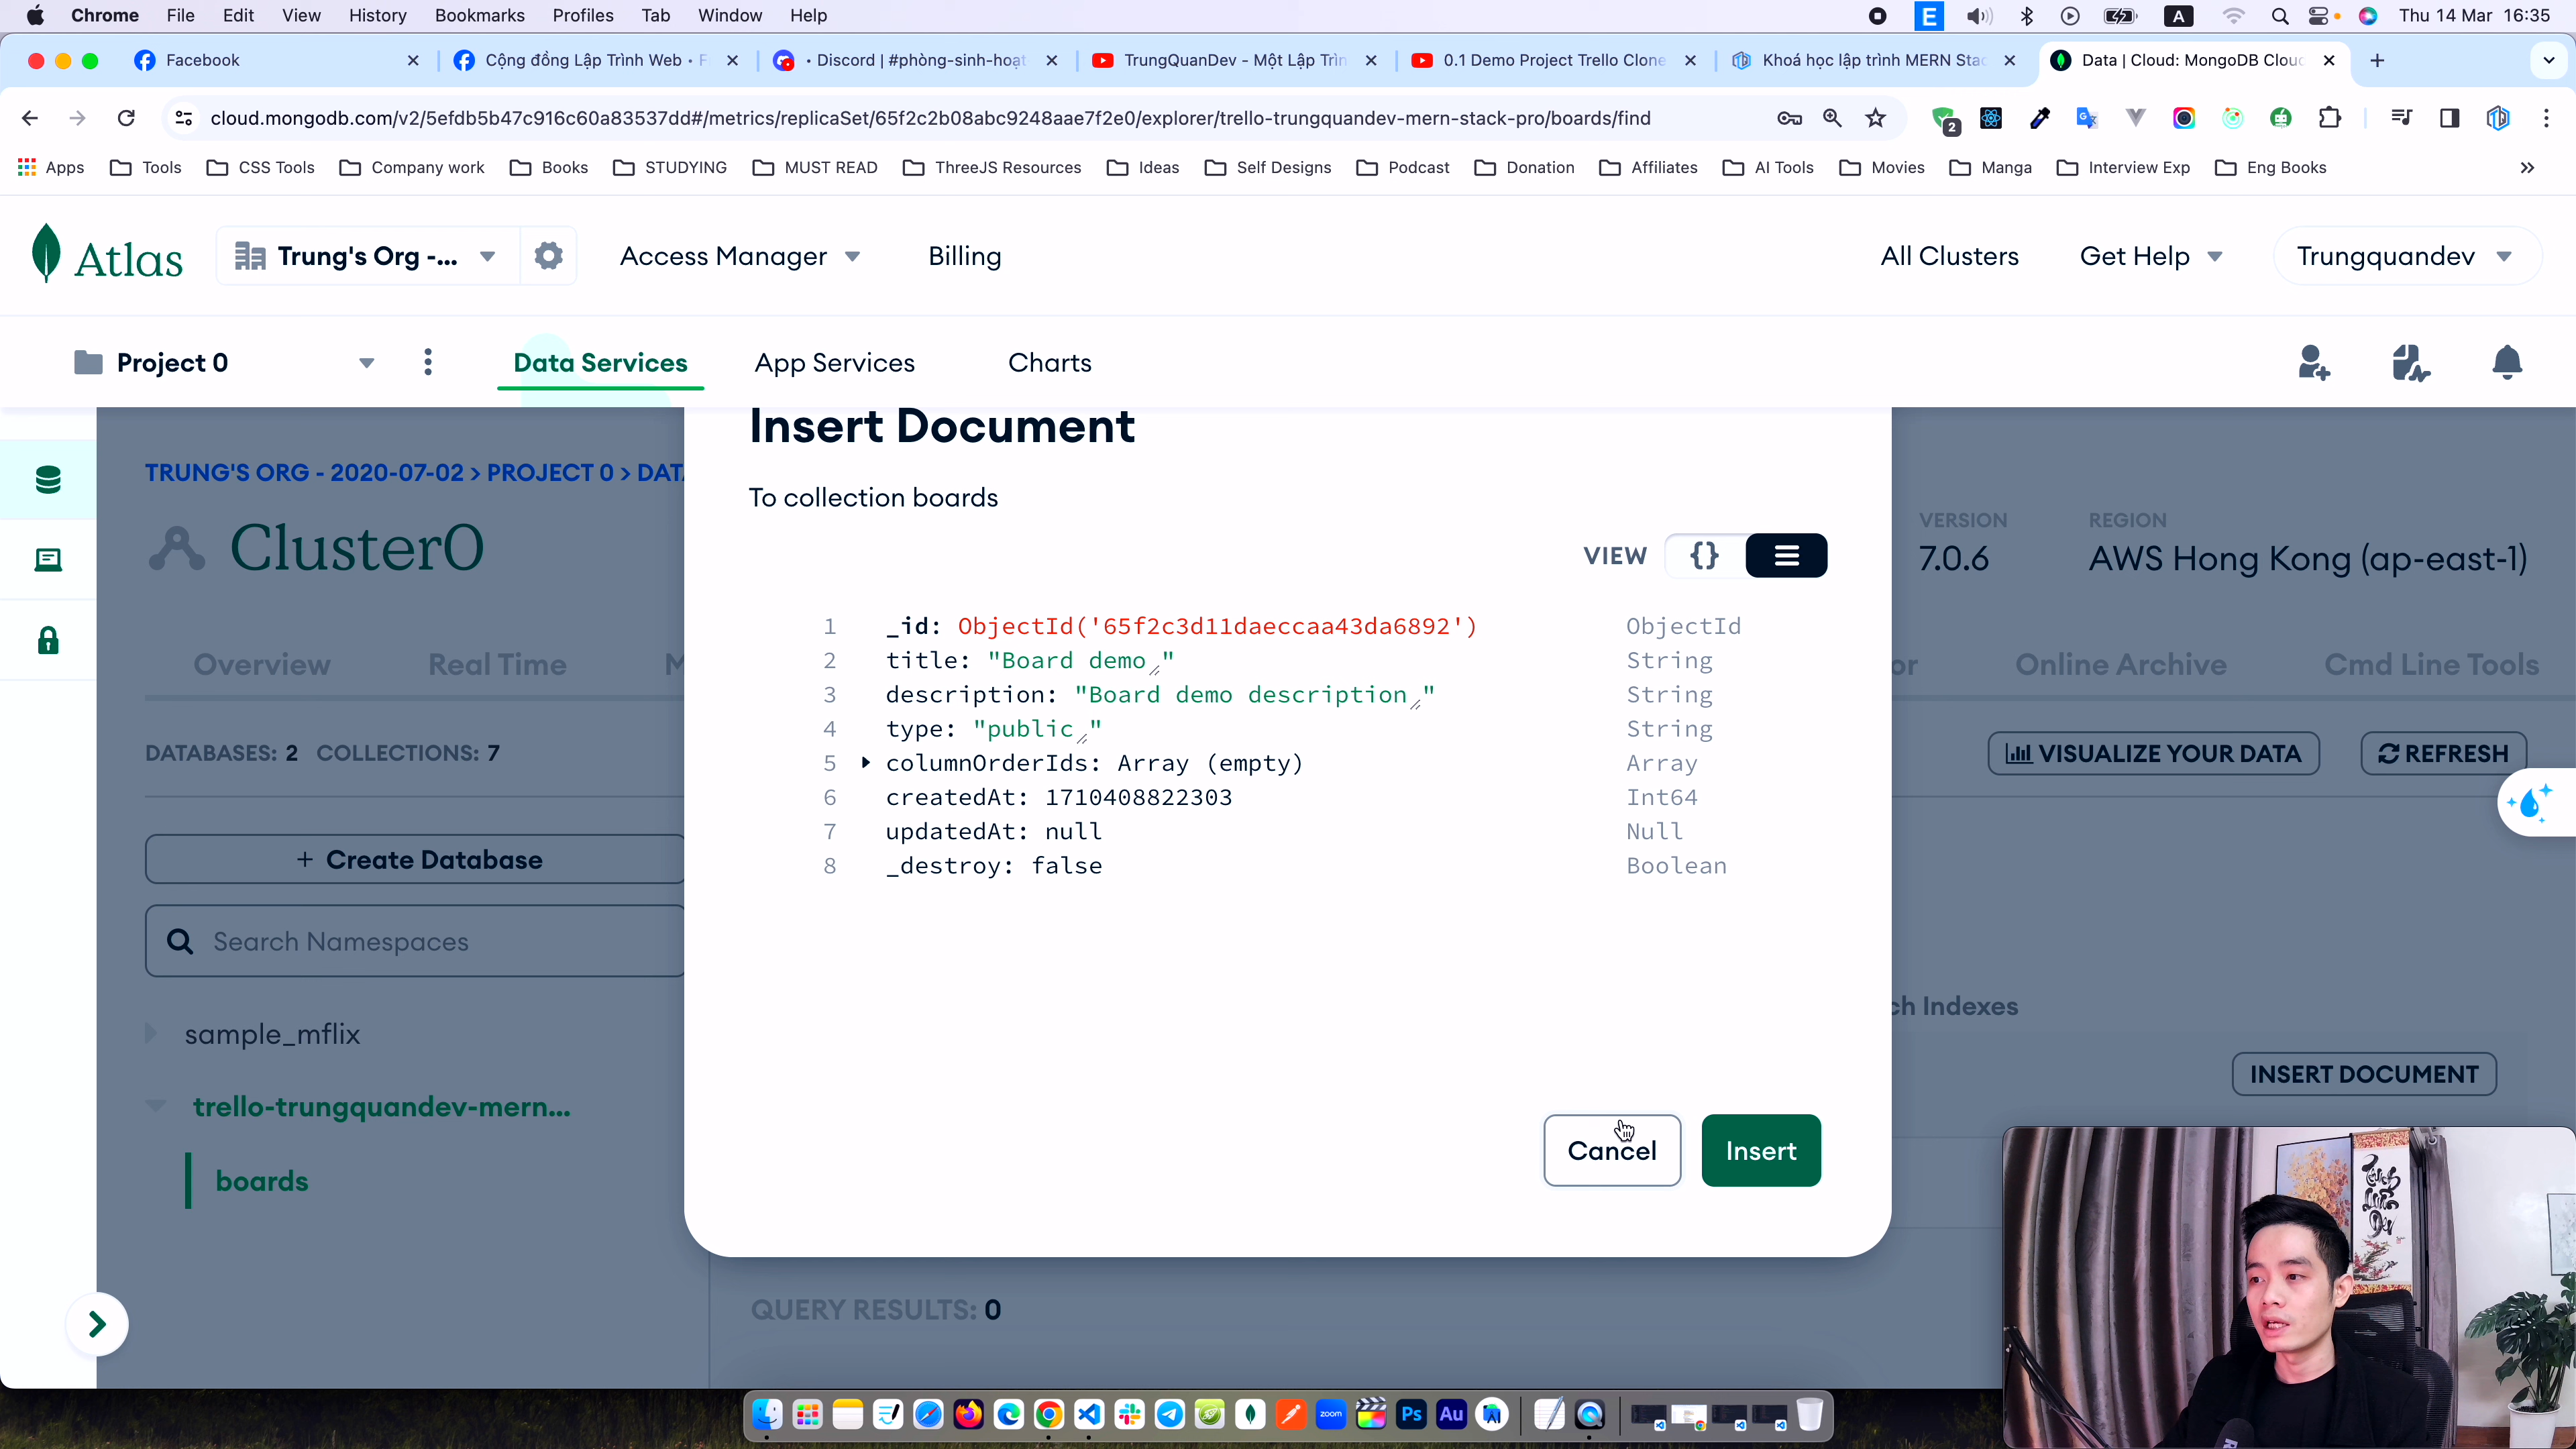 Chrome File Edit View History Bookmarks Profiles Tab Window Help
E A Thu 14 Mar 16:35
Facebook
Cộng đồng Lập Trình Web • F
• Discord | #phòng-sinh-hoạt
TrungQuanDev - Một Lập Trìn
0.1 Demo Project Trello Clone
Khoá học lập trình MERN Stac
Data | Cloud: MongoDB Clou
cloud.mongodb.com/v2/5efdb5b47c916c60a83537dd#/metrics/replicaSet/65f2c2b08abc9248aae7f2e0/explorer/trello-trungquandev-mern-stack-pro/boards/find
2
Apps Tools CSS Tools Company work Books STUDYING MUST READ ThreeJS Resources Ideas Self Designs Podcast Donation Affiliates AI Tools Movies Manga Interview Exp Eng Books
Atlas
Trung's Org -...
Access Manager
Billing
All Clusters
Get Help
Trungquandev
Project 0
Data Services
App Services
Charts
TRUNG'S ORG - 2020-07-02 > PROJECT 0 > DATA
Cluster0
VERSION
7.0.6
REGION
AWS Hong Kong (ap-east-1)
Overview
Real Time
M
or
Online Archive
Cmd Line Tools
DATABASES: 2 COLLECTIONS: 7
VISUALIZE YOUR DATA
REFRESH
+ Create Database
Search Namespaces
sample_mflix
trello-trungquandev-mern...
boards
Insert Document
To collection boards
VIEW {}
1 _id: ObjectId('65f2c3d11daeccaa43da6892') ObjectId
2 title: "Board demo" String
3 description: "Board demo description" String
4 type: "public" String
5 columnOrderIds: Array (empty) Array
6 createdAt: 1710408822303 Int64
7 updatedAt: null Null
8 _destroy: false Boolean
Cancel
Insert
ch Indexes
INSERT DOCUMENT
QUERY RESULTS: 0
zoom
Ps
Au